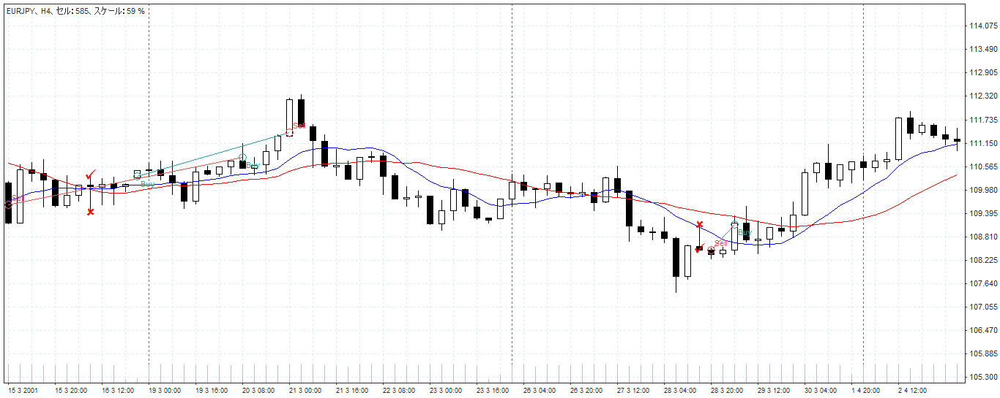 EURJPY、H4、セル: 585、スケール: 59 %
114.075
113.490
112.905
112.320
111.735
111.150
110.565
109.980
109.395
108.810
108.225
107.640
107.055
106.470
105.885
105.300
Sell
Buy
Buy
Sell
Sell
Buy
15 3 2001
15 3 20:00
16 3 12:00
19 3 00:00
19 3 16:00
20 3 08:00
21 3 00:00
21 3 16:00
22 3 08:00
23 3 00:00
23 3 16:00
26 3 04:00
26 3 20:00
27 3 12:00
28 3 04:00
28 3 20:00
29 3 12:00
30 3 04:00
1 4 20:00
2 4 12:00